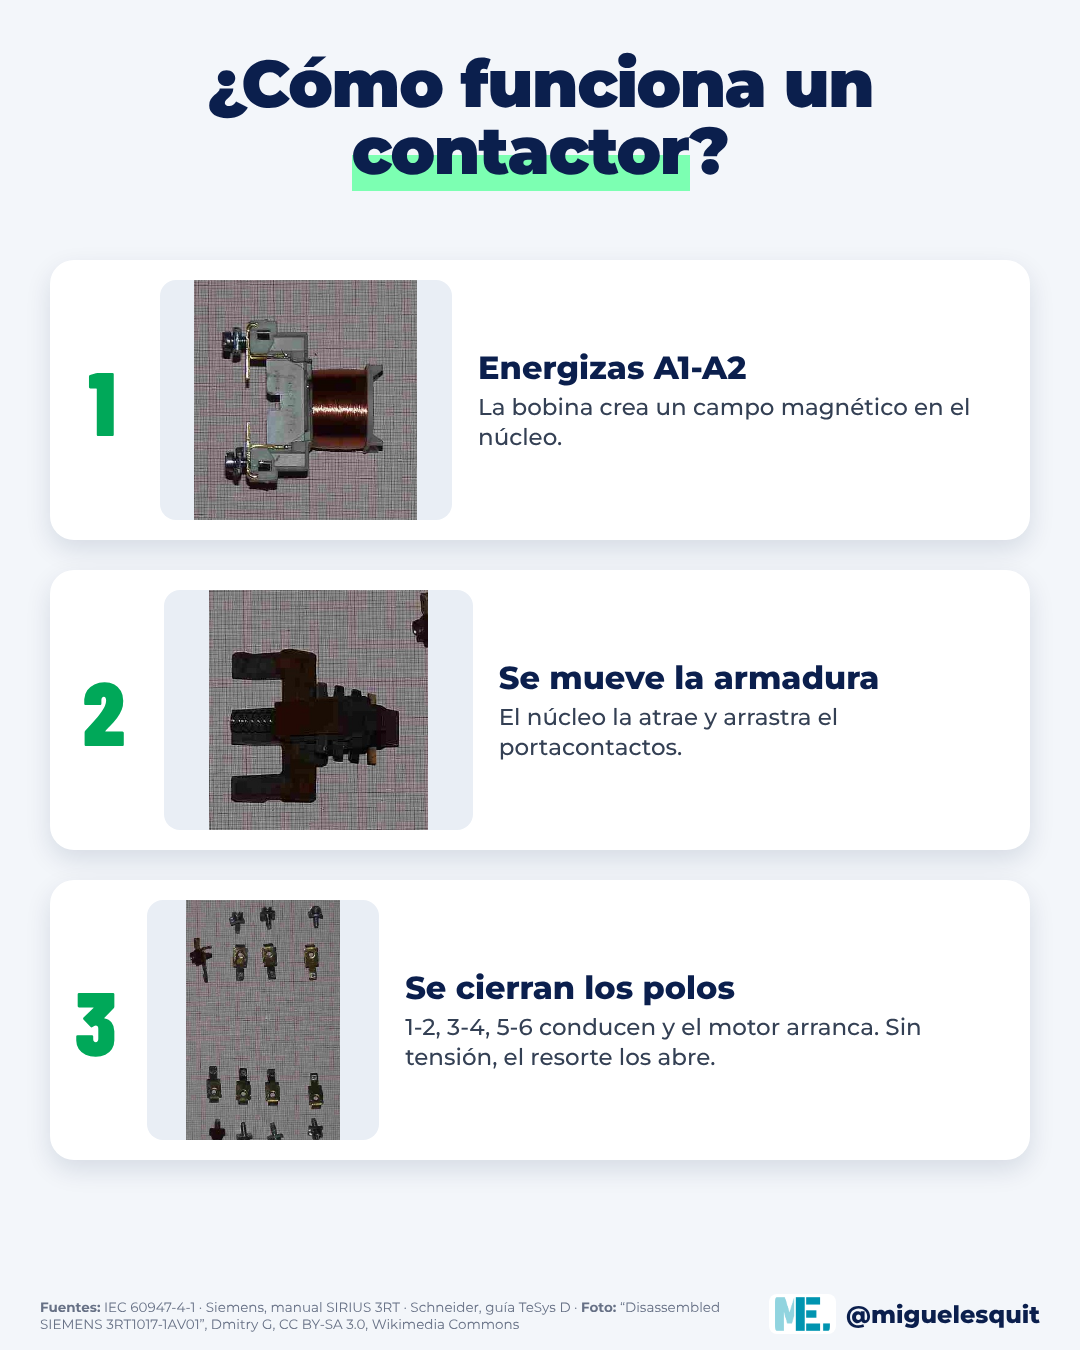 ¿Cómo funciona un
contactor?
1
Energizas A1-A2
La bobina crea un campo magnético en el
núcleo.
2
Se mueve la armadura
El núcleo la atrae y arrastra el
portacontactos.
3
Se cierran los polos
1-2, 3-4, 5-6 conducen y el motor arranca. Sin
tensión, el resorte los abre.
Fuentes: IEC 60947-4-1 · Siemens, manual SIRIUS 3RT · Schneider, guía TeSys D · Foto: “Disassembled
SIEMENS 3RT1017-1AV01”, Dmitry G, CC BY-SA 3.0, Wikimedia Commons
ME.
@miguelesquit